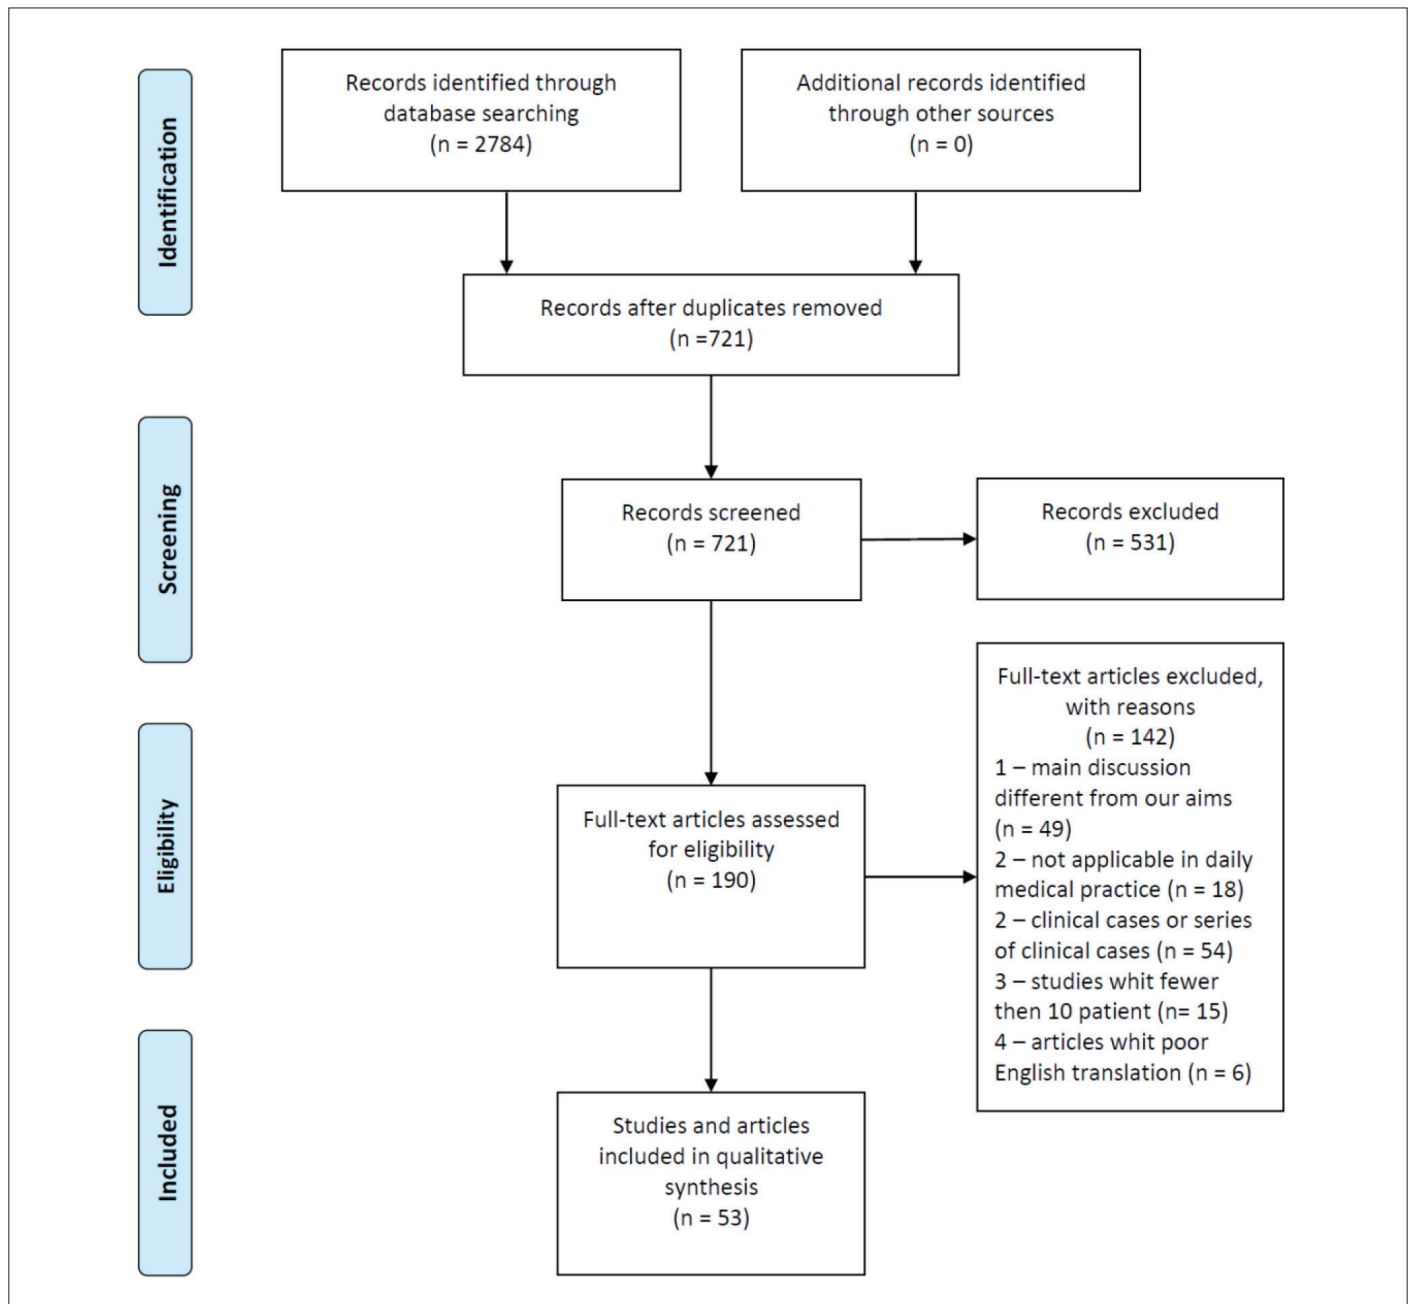 Identification
Records identified through
database searching
(n = 2784)
Additional records identified
through other sources
(n = 0)
Records after duplicates removed
(n =721)
Screening
Records screened
(n = 721)
Records excluded
(n = 531)
Eligibility
Full-text articles assessed
for eligibility
(n = 190)
Full-text articles excluded,
with reasons
(n = 142)
1 – main discussion
different from our aims
(n = 49)
2 – not applicable in daily
medical practice (n = 18)
2 – clinical cases or series
of clinical cases (n = 54)
3 – studies whit fewer
then 10 patient (n= 15)
4 – articles whit poor
English translation (n = 6)
Included
Studies and articles
included in qualitative
synthesis
(n = 53)